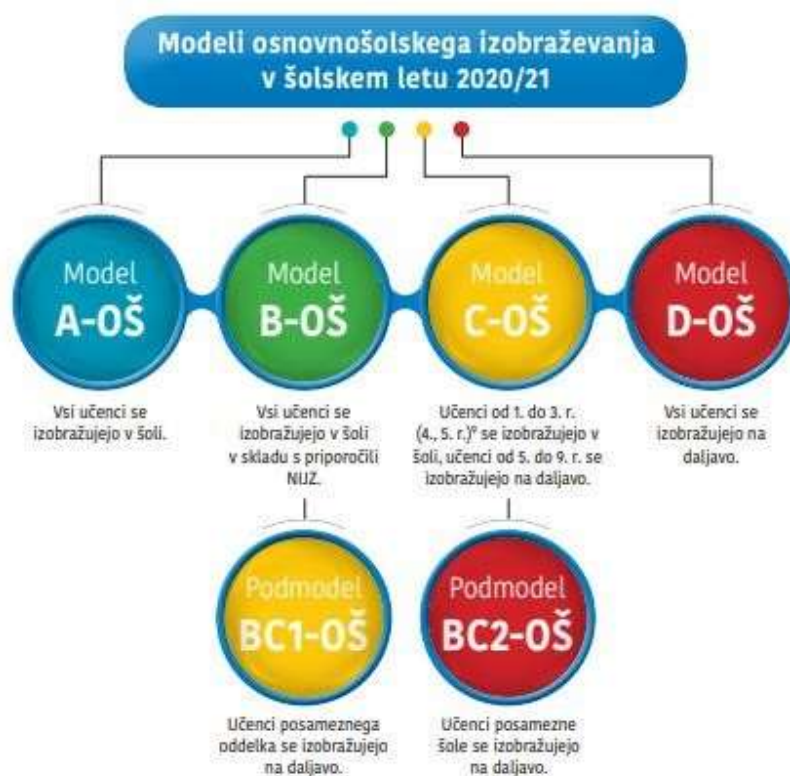 Modeli osnovnošolskega izobraževanja
v šolskem letu 2020/21
Model
A-OŠ
Vsi učenci se
izobražujejo v šoli.
Model
B-OŠ
Vsi učenci se
izobražujejo v šoli
v skladu s priporočili
NIJZ.
Model
C-OŠ
Učenci od 1. do 3. r.
(4., 5. r.)* se izobražujejo v
šoli, učenci od 5. do 9. r. se
izobražujejo na daljavo.
Model
D-OŠ
Vsi učenci se
izobražujejo na
daljavo.
Podmodel
BC1-OŠ
Učenci posameznega
oddelka se izobražujejo
na daljavo.
Podmodel
BC2-OŠ
Učenci posamezne
šole se izobražujejo
na daljavo.